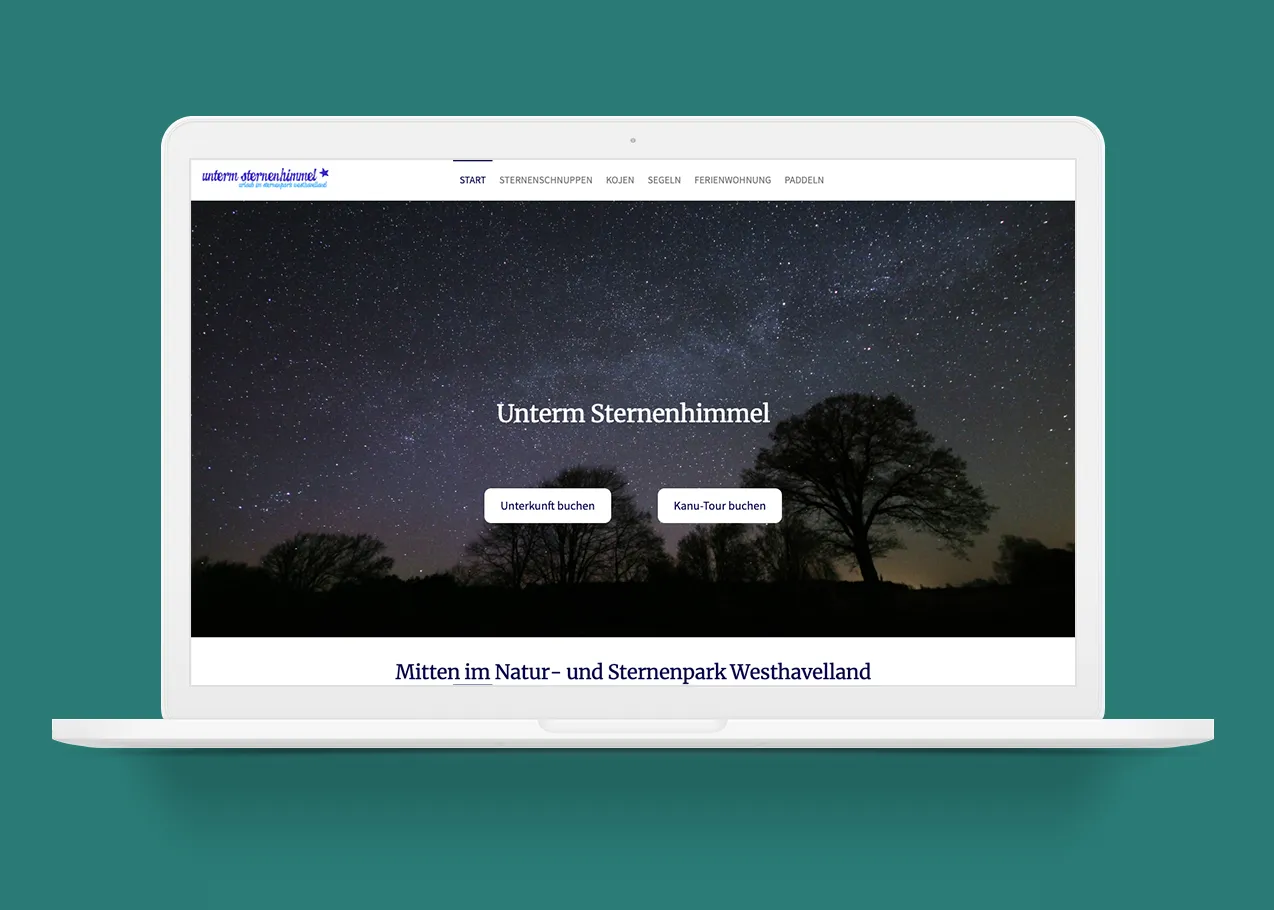 unterm sternenhimmel
urlaub im sternenpark westhavelland
START STERNENSCHNUPPEN KOJEN SEGELN FERIENWOHNUNG PADDELN
Unterm Sternenhimmel
Unterkunft buchen Kanu-Tour buchen
Mitten im Natur- und Sternenpark Westhavelland